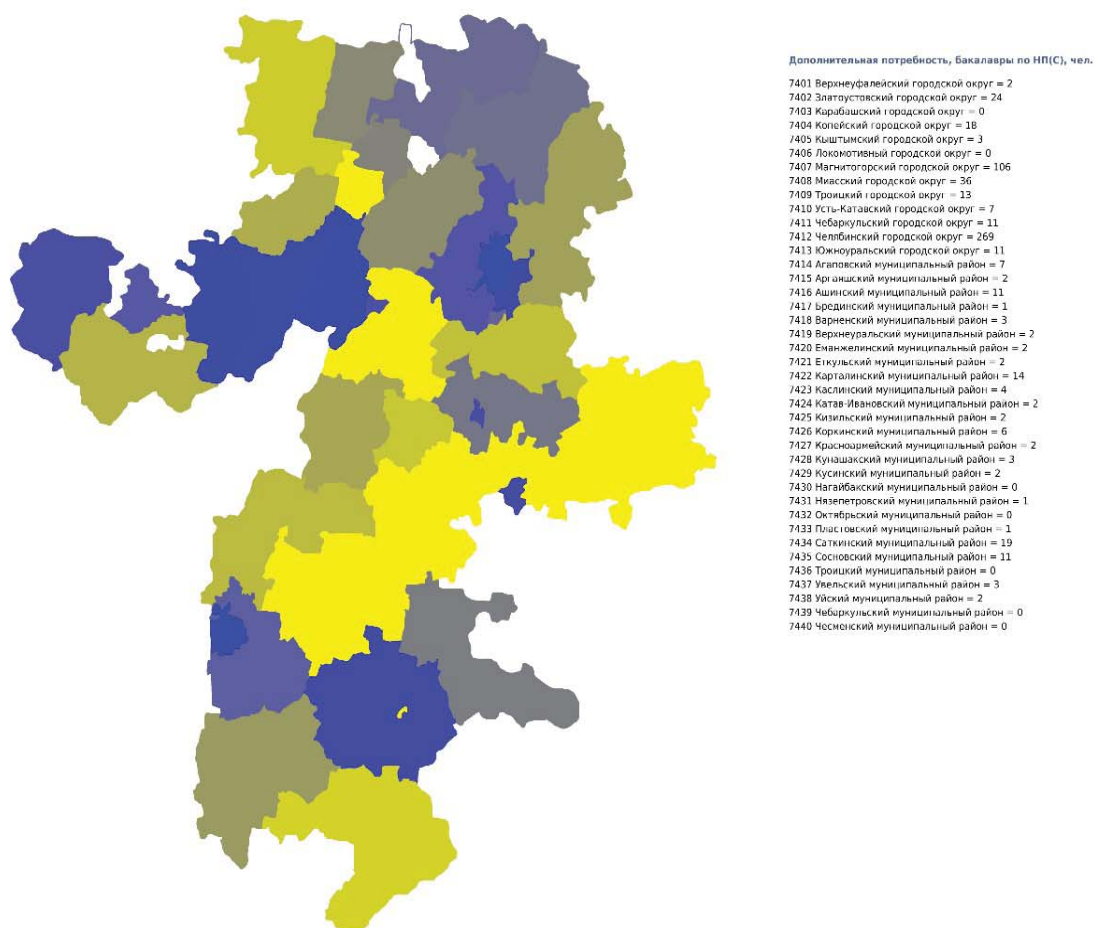 Дополнительная потребность, Бакалавры по НП(С), чел.
7401 Верхнеуфалейский городской округ = 2
7402 Златоустовский городской округ = 24
7403 Карабашский городской округ = 0
7404 Копейский городской округ = 18
7405 Кыштымский городской округ = 3
7406 Локомотивный городской округ = 0
7407 Магнитогорский городской округ = 106
7408 Миасский городской округ = 36
7409 Троицкий городской округ = 13
7410 Усть-Катавский городской округ = 7
7411 Чебаркульский городской округ = 11
7412 Челябинский городской округ = 269
7413 Южноуральский городской округ = 11
7414 Агаповский муниципальный район = 7
7415 Аргаяшский муниципальный район = 2
7416 Ашинский муниципальный район = 11
7417 Брединский муниципальный район = 1
7418 Варненский муниципальный район = 3
7419 Верхнеуральский муниципальный район = 2
7420 Еманжелинский муниципальный район = 2
7421 Еткульский муниципальный район = 2
7422 Карталинский муниципальный район = 14
7423 Каслинский муниципальный район = 4
7424 Катав-Ивановский муниципальный район = 2
7425 Кизильский муниципальный район = 2
7426 Коркинский муниципальный район = 6
7427 Красноармейский муниципальный район = 2
7428 Кунашакский муниципальный район = 3
7429 Кусинский муниципальный район = 2
7430 Нагайбакский муниципальный район = 0
7431 Нязепетровский муниципальный район = 1
7432 Октябрьский муниципальный район = 0
7433 Пластовский муниципальный район = 1
7434 Саткинский муниципальный район = 19
7435 Сосновский муниципальный район = 11
7436 Троицкий муниципальный район = 0
7437 Увельский муниципальный район = 3
7438 Уйский муниципальный район = 2
7439 Чебаркульский муниципальный район = 0
7440 Чесменский муниципальный район = 0